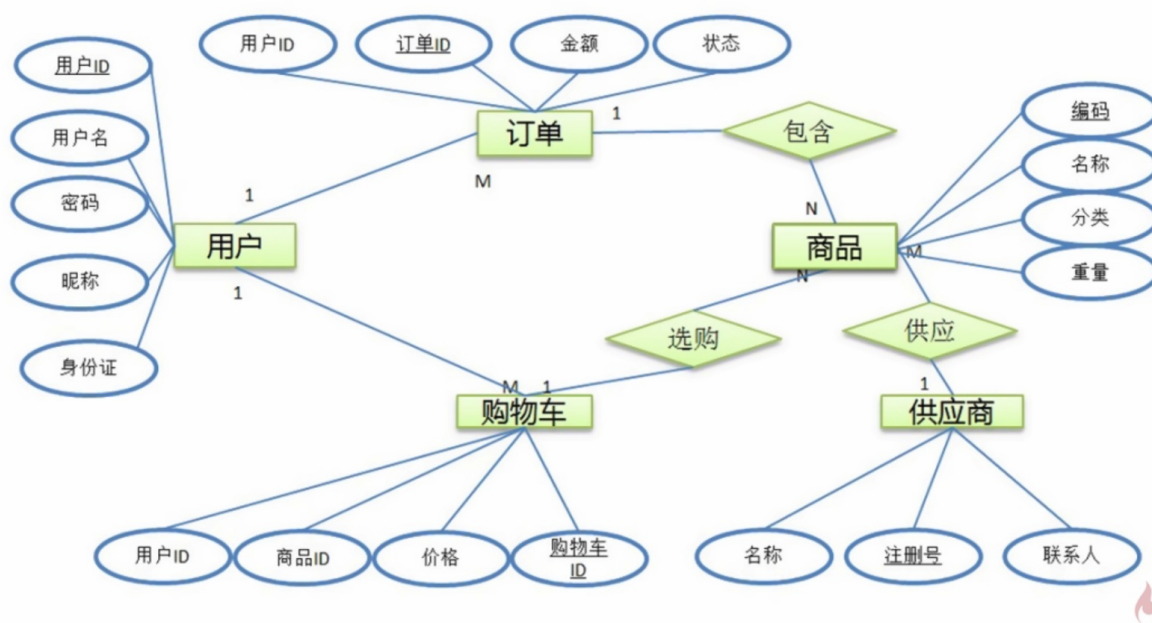 用户ID
订单ID
金额
状态
用户ID
用户名
密码
昵称
身份证
订单
1
包含
编码
名称
分类
重量
1
M
用户
N
商品
M
1
N
选购
供应
M
1
1
购物车
供应商
用户ID
商品ID
价格
购物车
ID
名称
注册号
联系人